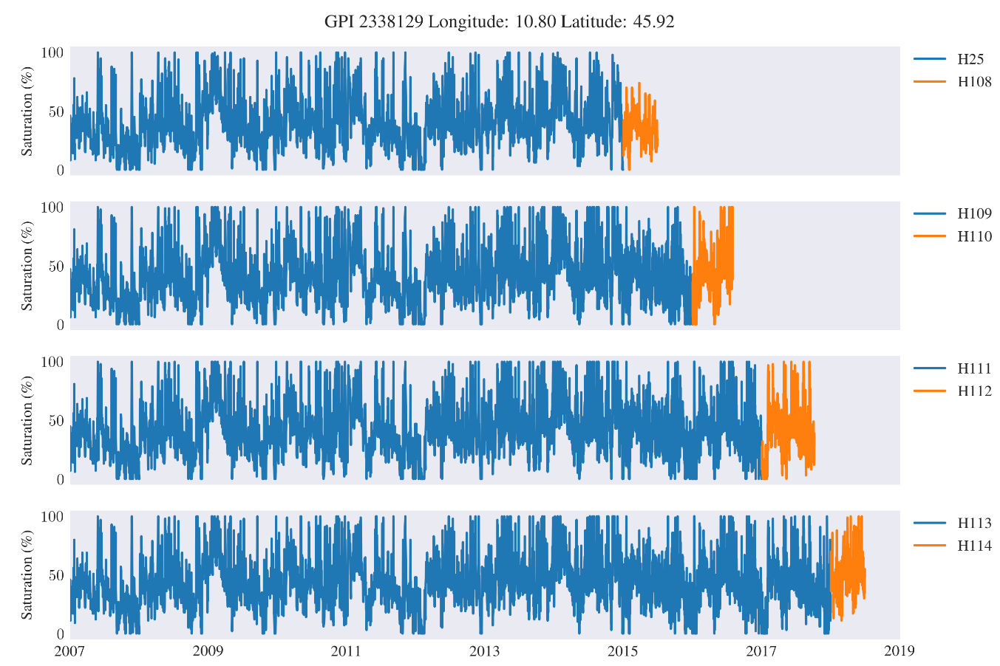 GPI 2338129 Longitude: 10.80 Latitude: 45.92
100
50
0
Saturation (%)
H25
H108
100
50
0
Saturation (%)
H109
H110
100
50
0
Saturation (%)
H111
H112
100
50
0
Saturation (%)
H113
H114
2007 2009 2011 2013 2015 2017 2019